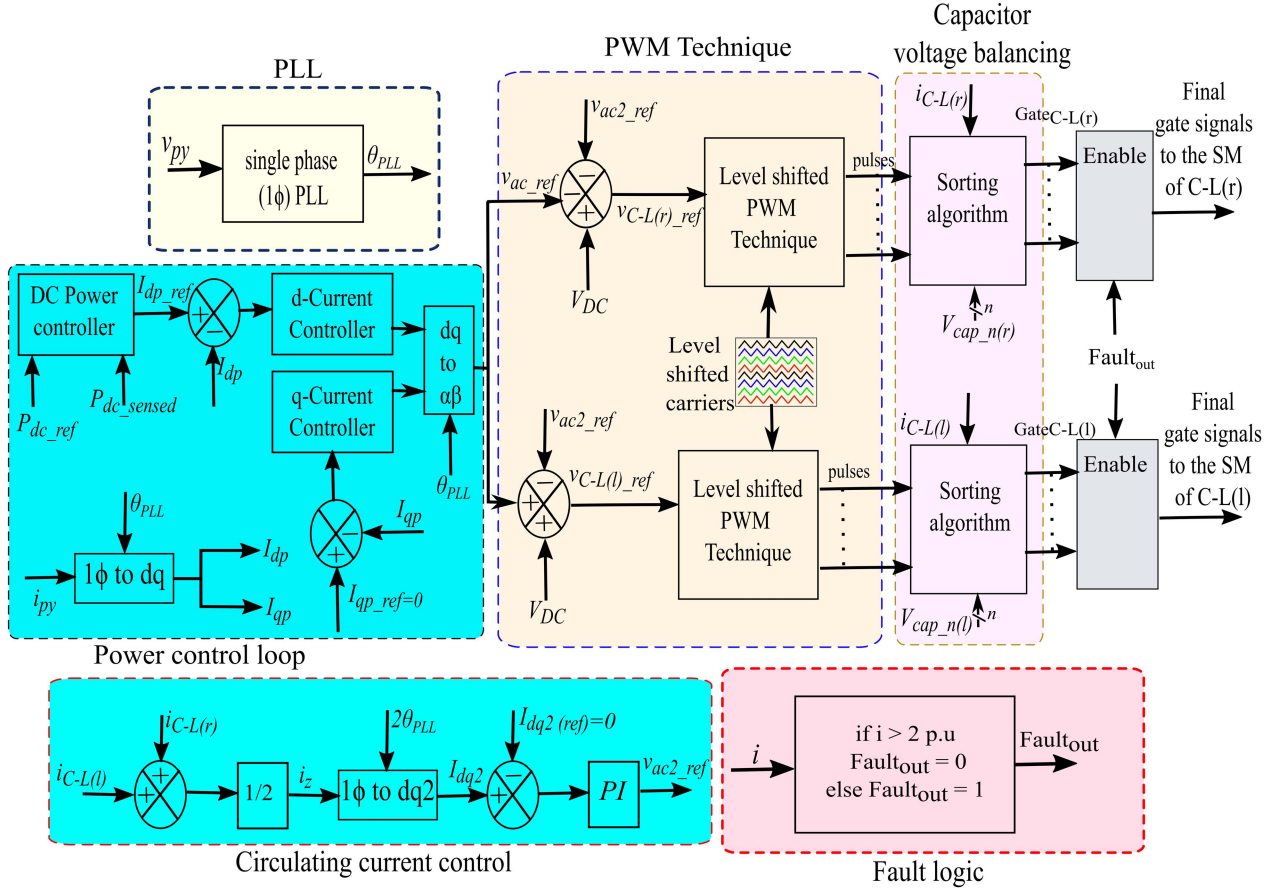 PLL
v_py
single phase
(1ϕ) PLL
θ_PLL
DC Power
controller
P_dc_ref
P_dc_sensed
I_dp_ref
+
−
I_dp
d-Current
Controller
q-Current
Controller
dq
to
αβ
θ_PLL
−
+
I_qp
I_qp_ref=0
θ_PLL
i_py
1ϕ to dq
I_dp
I_qp
Power control loop
PWM Technique
v_ac2_ref
v_ac_ref
−
−
+
V_DC
v_C-L(r)_ref
Level shifted
PWM
Technique
pulses
Level
shifted
carriers
v_ac2_ref
−
+
+
V_DC
v_C-L(l)_ref
Level shifted
PWM
Technique
pulses
Capacitor
voltage balancing
i_C-L(r)
Sorting
algorithm
n
V_cap_n(r)
Gate_C-L(r)
Enable
Final
gate signals
to the SM
of C-L(r)
Fault_out
i_C-L(l)
Sorting
algorithm
n
V_cap_n(l)
Gate_C-L(l)
Enable
Final
gate signals
to the SM
of C-L(l)
i_C-L(r)
i_C-L(l)
+
+
1/2
i_z
2θ_PLL
1ϕ to dq2
I_dq2
I_dq2 (ref)=0
−
+
PI
v_ac2_ref
Circulating current control
i
if i > 2 p.u
Fault_out = 0
else Fault_out = 1
Fault_out
Fault logic